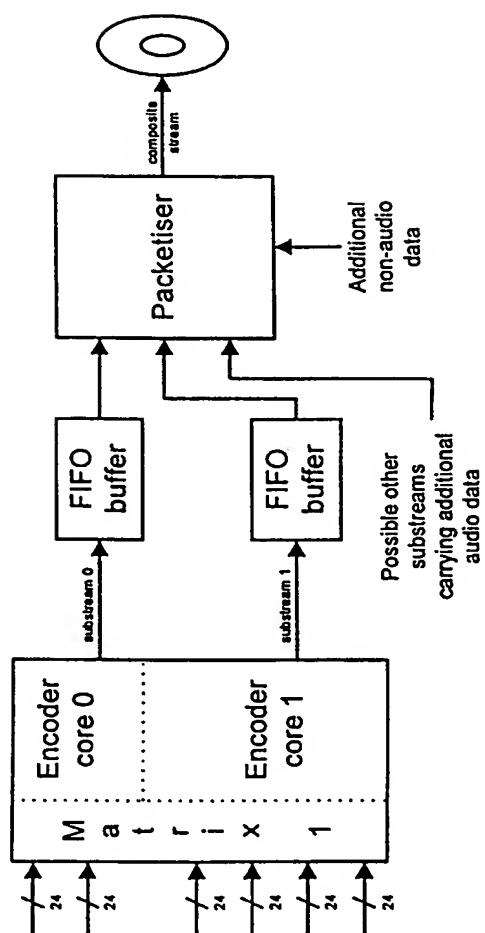 24
24
24
24
24
24
Matrix 1
Encoder
core 0
Encoder
core 1
substream 0
substream 1
FIFO
buffer
FIFO
buffer
Possible other
substreams
carrying additional
audio data
Packetiser
Additional
non-audio
data
composite
stream